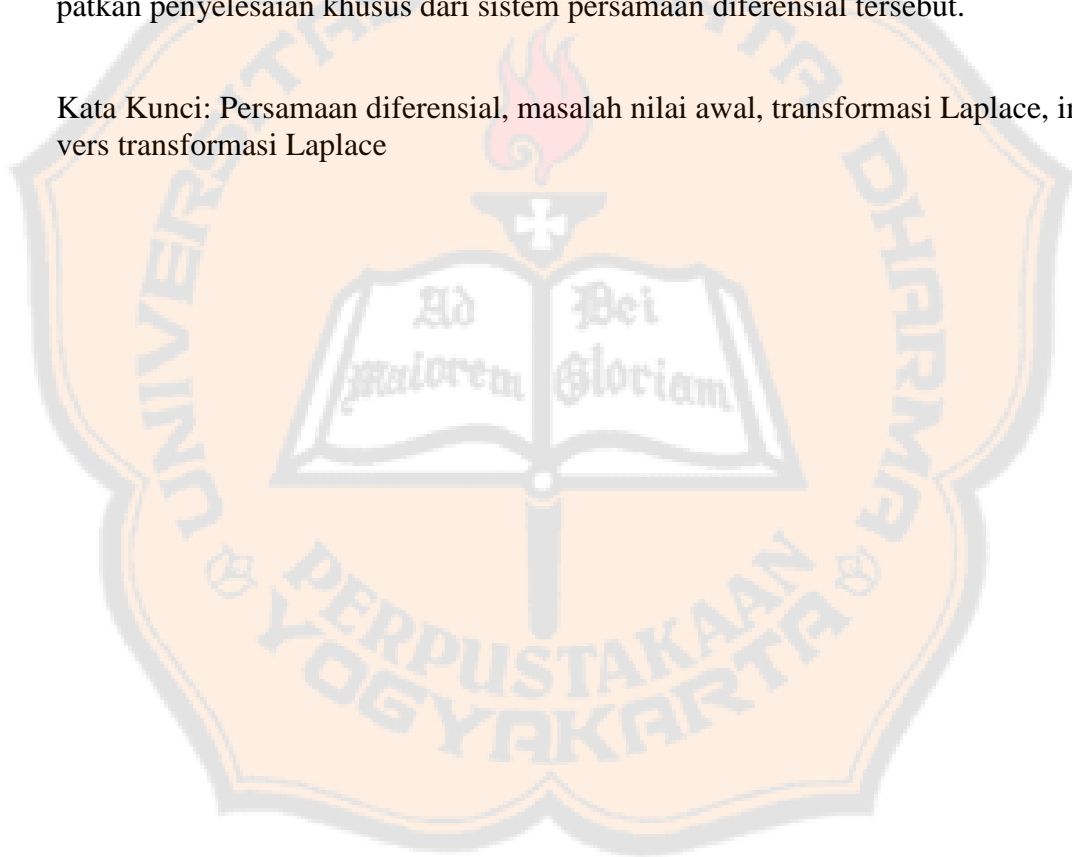 patkan penyelesaian khusus dari sistem persamaan diferensial tersebut.
Kata Kunci: Persamaan diferensial, masalah nilai awal, transformasi Laplace, in
vers transformasi Laplace
Ad Dei
Maiorem Gloriam
UNIVERSITAS
DHARMA
PERPUSTAKAAN
YOGYAKARTA